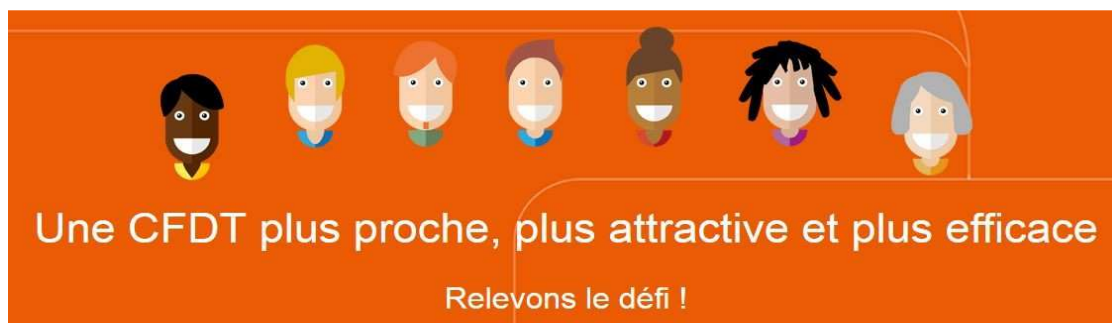 Une CFDT plus proche, plus attractive et plus efficace
Relevons le défi !